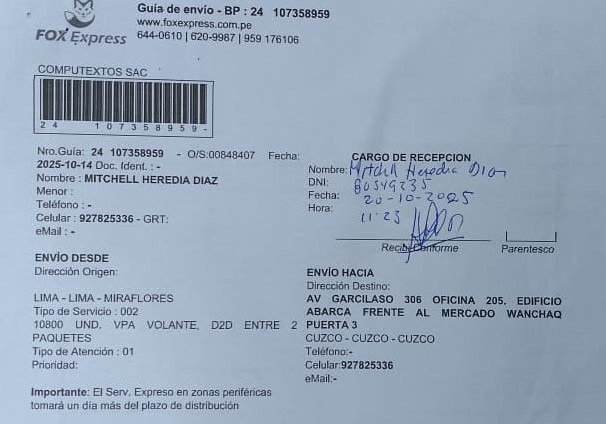 FOX Express
Guía de envío - BP : 24 107358959
www.foxexpress.com.pe
644-0610 | 620-9987 | 959 176106
COMPUTEXTOS SAC
24 107358959-
Nro.Guía: 24 107358959 - O/S:00848407 Fecha:
2025-10-14 Doc. Ident. : -
Nombre : MITCHELL HEREDIA DIAZ
Menor :
Teléfono : -
Celular : 927825336 - GRT:
eMail : -
CARGO DE RECEPCION
Nombre: Mitchell Heredia Diaz
DNI: 80549235
Fecha: 20-10-2025
Hora: 11:23
Recibí Conforme
Parentesco
ENVÍO DESDE
Dirección Origen:
LIMA - LIMA - MIRAFLORES
Tipo de Servicio : 002
10800 UND. VPA VOLANTE, D2D ENTRE 2
PAQUETES
Tipo de Atención : 01
Prioridad:
ENVÍO HACIA
Dirección Destino:
AV GARCILASO 306 OFICINA 205, EDIFICIO
ABARCA FRENTE AL MERCADO WANCHAQ
PUERTA 3
CUZCO - CUZCO - CUZCO
Teléfono:-
Celular:927825336
eMail:-
Importante: El Serv. Expreso en zonas periféricas
tomará un día más del plazo de distribución